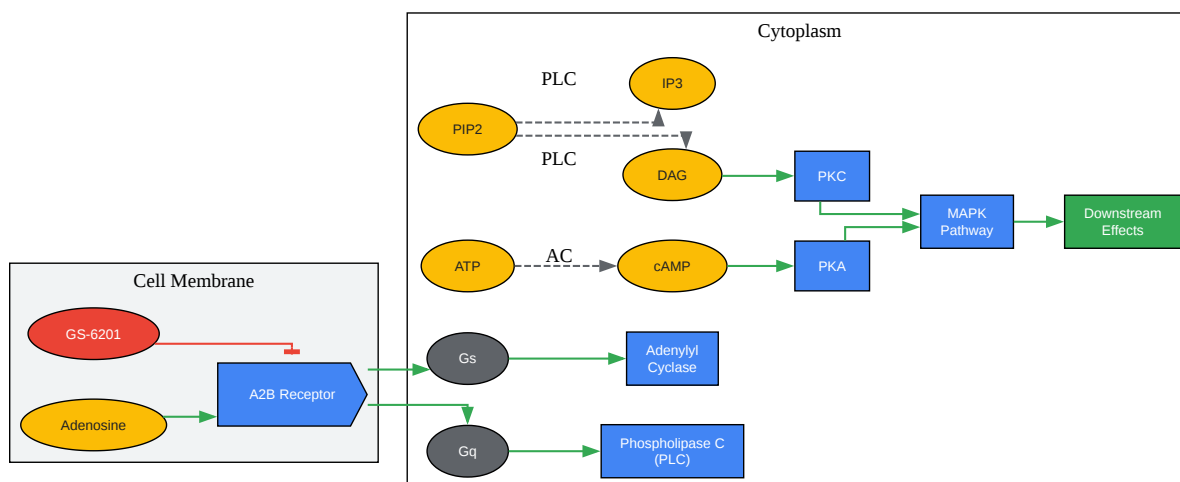 Cytoplasm
PLC
IP3
PIP2
PLC
DAG
PKC
MAPK
Pathway
Downstream
Effects
ATP
AC
cAMP
PKA
Cell Membrane
GS-6201
A2B Receptor
Adenosine
Gs
Adenylyl
Cyclase
Gq
Phospholipase C
(PLC)